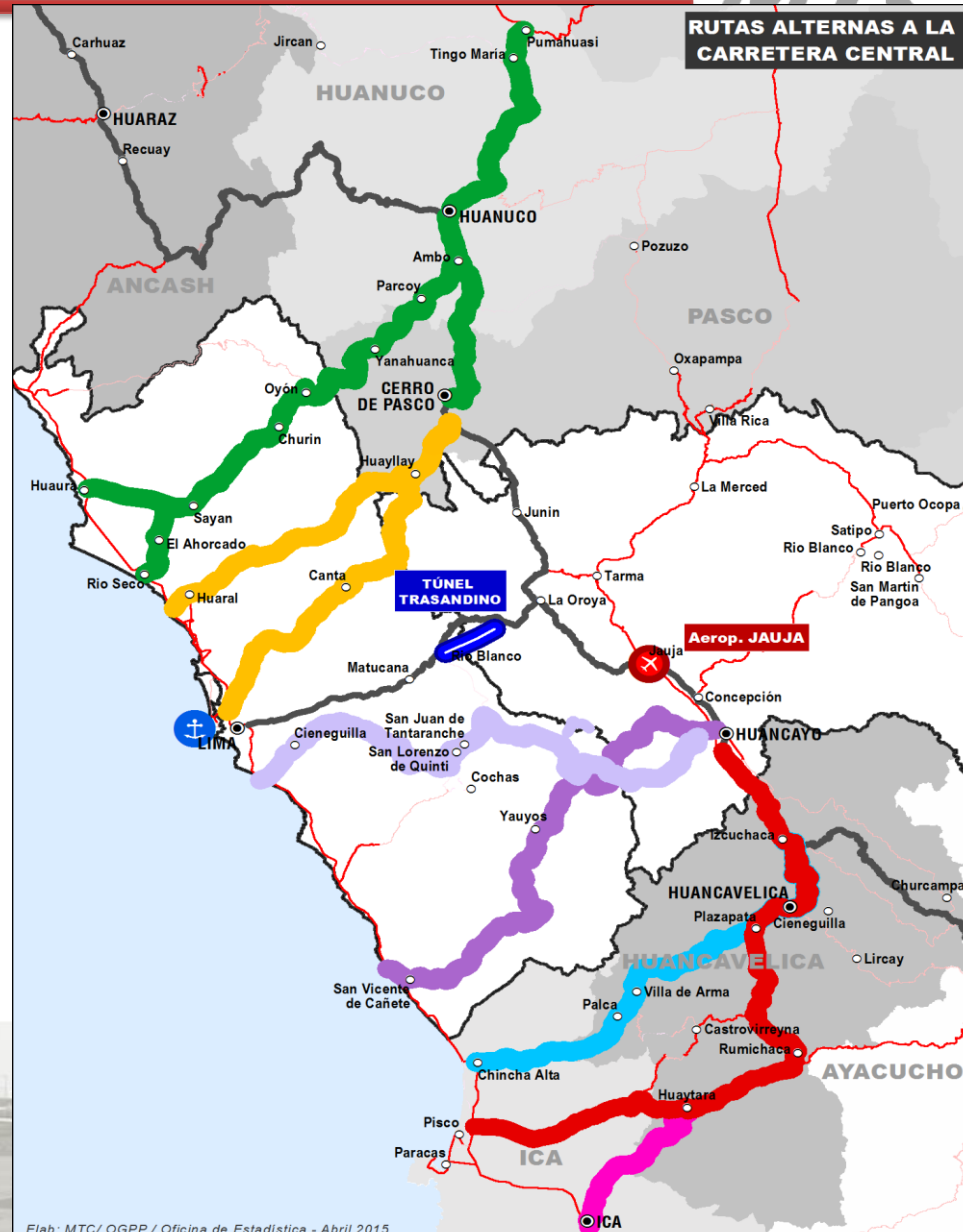 RUTAS ALTERNAS A LA
CARRETERA CENTRAL
Carhuaz
Jircan
Pumahuasi
Tingo María
HUANUCO
HUARAZ
Recuay
HUANUCO
Pozuzo
Ambo
ANCASH
Parcoy
PASCO
Yanahuanca
Oxapampa
Oyón
CERRO
DE PASCO
Villa Rica
Churin
Huayllay
Huaura
La Merced
Sayan
Puerto Ocopa
Junin
Satipo
El Ahorcado
Rio Blanco
Rio Blanco
Rio Seco
Canta
TÚNEL
TRASANDINO
Tarma
San Martin
de Pangoa
Huaral
La Oroya
Aerop. JAUJA
Jauja
Rio Blanco
Matucana
Concepción
San Juan de
Tantaranche
LIMA
Cieneguilla
HUANCAYO
San Lorenzo
de Quinti
Cochas
Yauyos
Izcuchaca
HUANCAVELICA
Churcampa
Plazapata
Cieneguilla
HUANCAVELICA
Lircay
San Vicente
de Cañete
Villa de Arma
Palca
Castrovirreyna
Rumichaca
Chincha Alta
AYACUCHO
Huaytara
Pisco
Paracas
ICA
ICA
Elab: MTC/ OGPP / Oficina de Estadística - Abril 2015